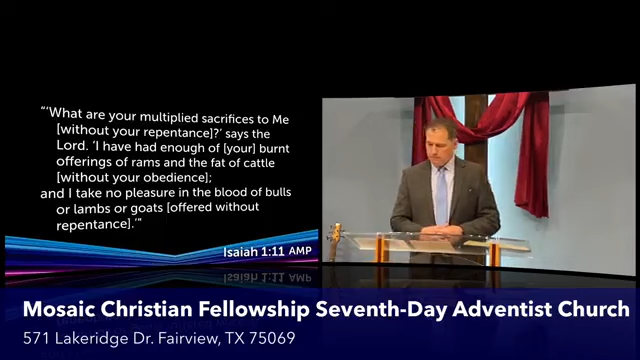 “‘What are your multiplied sacrifices to Me
[without your repentance]?’ says the
Lord. ‘I have had enough of [your] burnt
offerings of rams and the fat of cattle
[without your obedience];
and I take no pleasure in the blood of bulls
or lambs or goats [offered without
repentance].’”
Isaiah 1:11 AMP
Mosaic Christian Fellowship Seventh-Day Adventist Church
571 Lakeridge Dr. Fairview, TX 75069